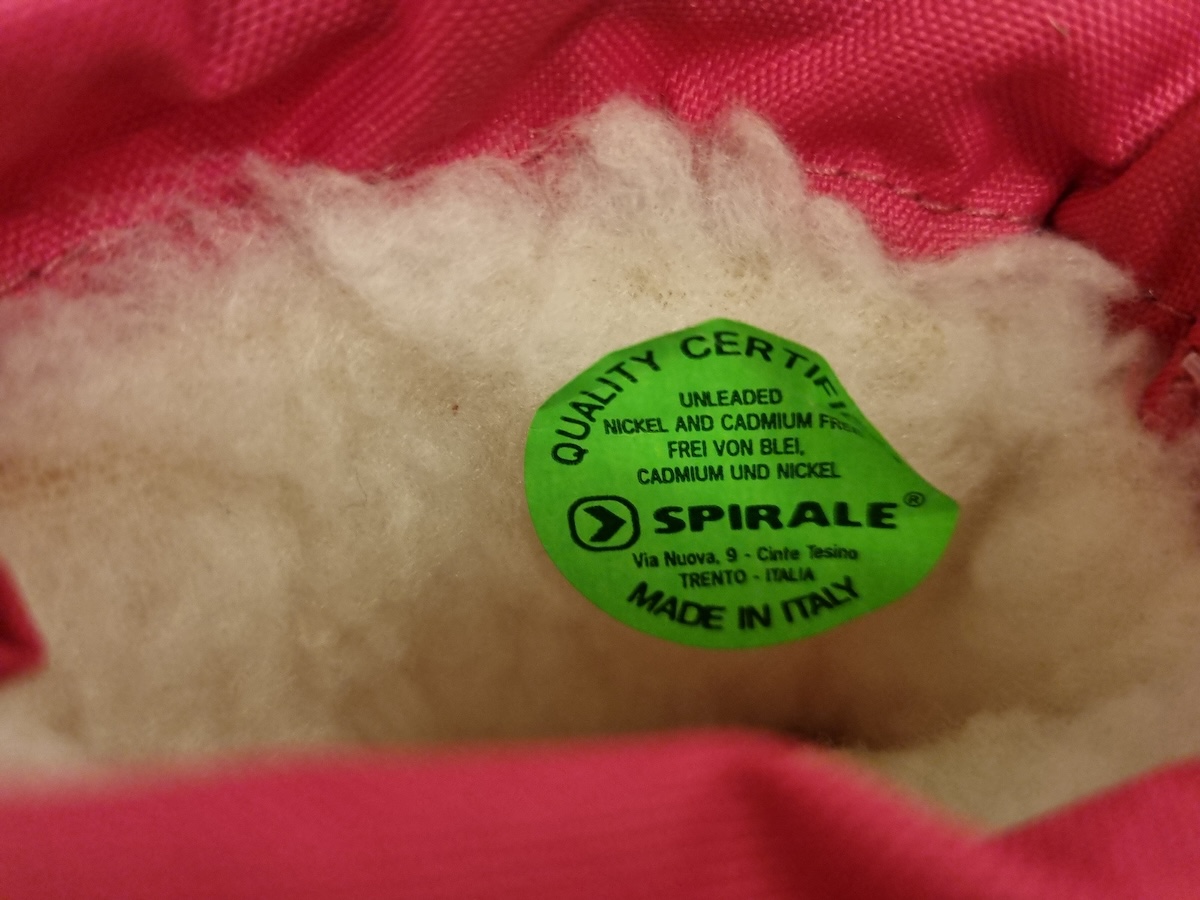 QUALITY CERTIFI
UNLEADED
NICKEL AND CADMIUM FREE
FREI VON BLEI,
CADMIUM UND NICKEL
SPIRALE®
Via Nuova, 9 - Cinte Tesino
TRENTO - ITALIA
MADE IN ITALY